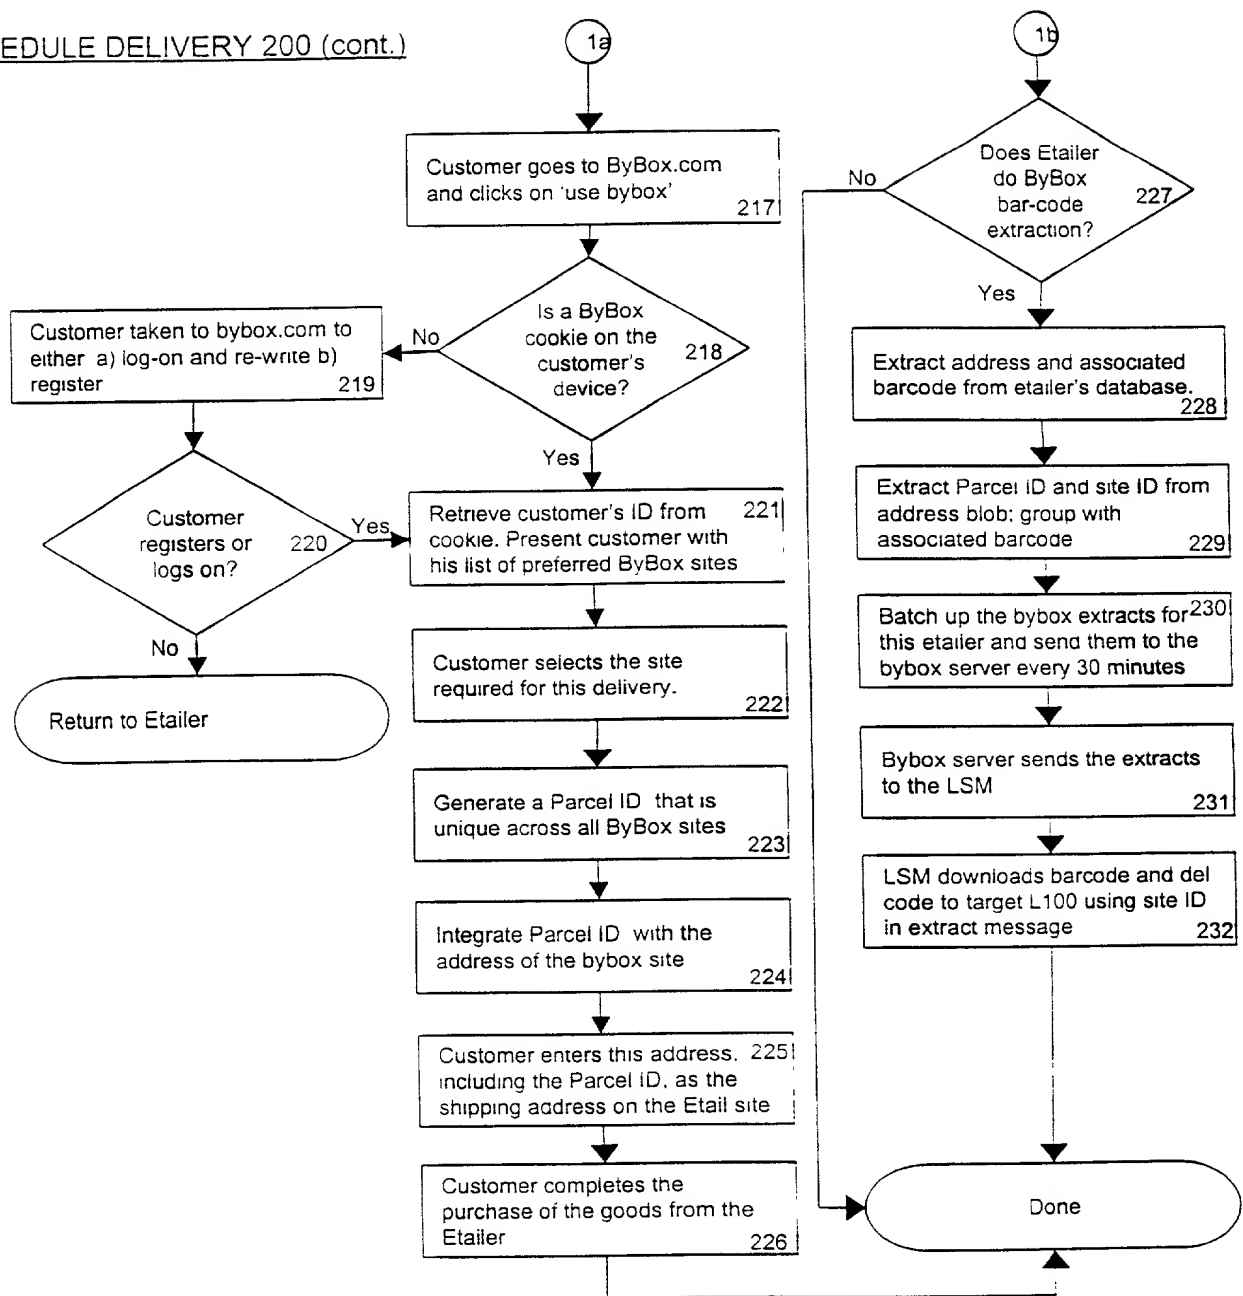 EDULE DELIVERY 200 (cont.)
1a
Customer goes to ByBox.com
and clicks on 'use bybox'
217
Is a ByBox
cookie on the
customer's
device?
218
No
Yes
Customer taken to bybox.com to
either a) log-on and re-write b)
register
219
Customer
registers or
logs on?
220
Yes
No
Return to Etailer
Retrieve customer's ID from
cookie. Present customer with
his list of preferred ByBox sites
221
Customer selects the site
required for this delivery.
222
Generate a Parcel ID that is
unique across all ByBox sites
223
Integrate Parcel ID with the
address of the bybox site
224
Customer enters this address,
including the Parcel ID, as the
shipping address on the Etail site
225
Customer completes the
purchase of the goods from the
Etailer
226
1b
Does Etailer
do ByBox
bar-code
extraction?
227
No
Yes
Extract address and associated
barcode from etailer's database.
228
Extract Parcel ID and site ID from
address blob; group with
associated barcode
229
Batch up the bybox extracts for
this etailer and send them to the
bybox server every 30 minutes
230
Bybox server sends the extracts
to the LSM
231
LSM downloads barcode and del
code to target L100 using site ID
in extract message
232
Done